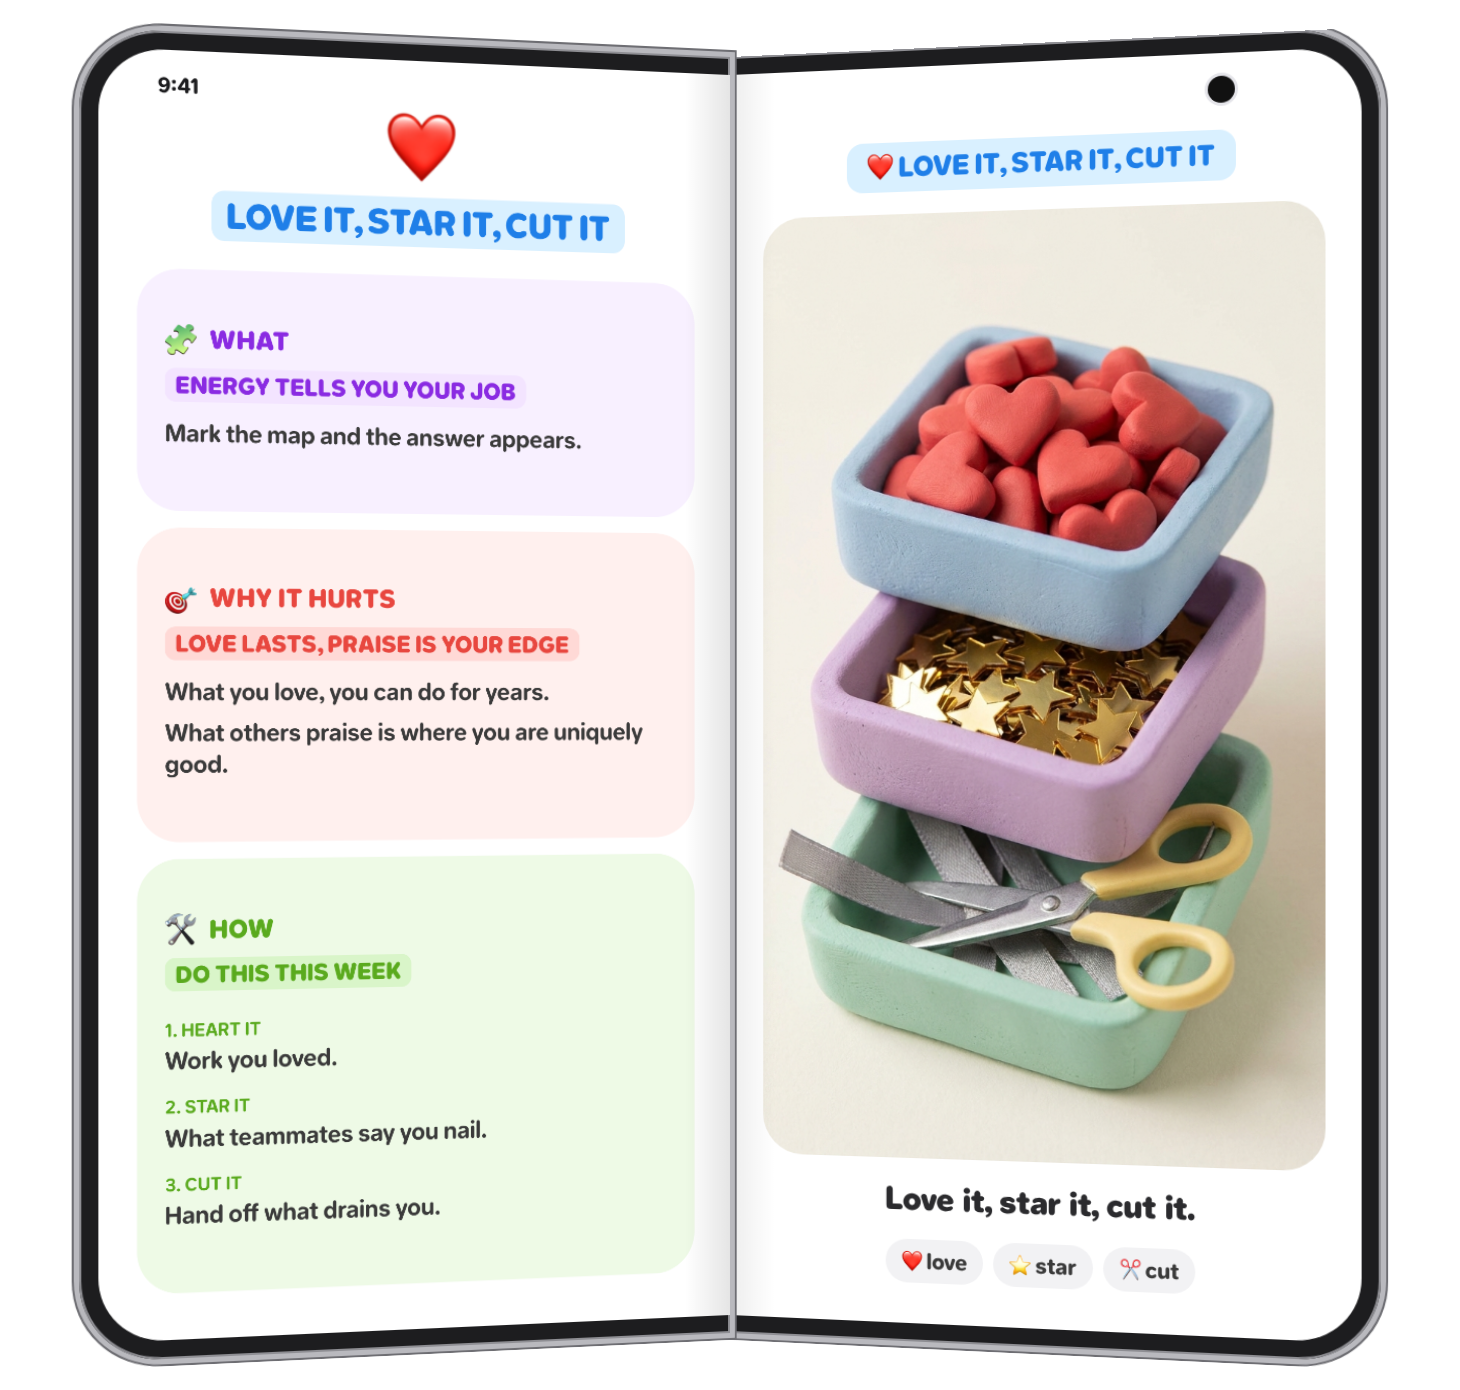 9:41
❤️
LOVE IT, STAR IT, CUT IT
🧩 WHAT
ENERGY TELLS YOU YOUR JOB
Mark the map and the answer appears.
🎯 WHY IT HURTS
LOVE LASTS, PRAISE IS YOUR EDGE
What you love, you can do for years.
What others praise is where you are uniquely
good.
🛠️ HOW
DO THIS THIS WEEK
1. HEART IT
Work you loved.
2. STAR IT
What teammates say you nail.
3. CUT IT
Hand off what drains you.
❤️ LOVE IT, STAR IT, CUT IT
Love it, star it, cut it.
❤️ love ⭐ star ✂️ cut